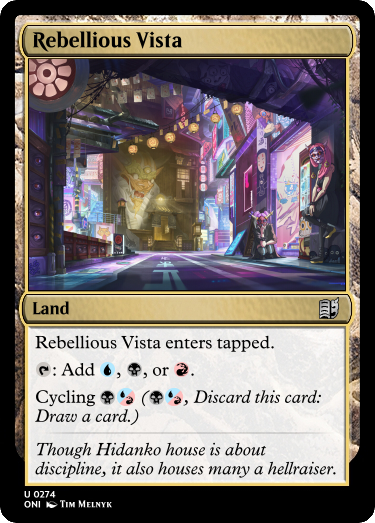 Rebellious Vista
Land
Rebellious Vista enters tapped.
: Add , , or .
Cycling (, Discard this card:
Draw a card.)
Though Hidanko house is about
discipline, it also houses many a hellraiser.
U 0274
ONI Tim Melnyk